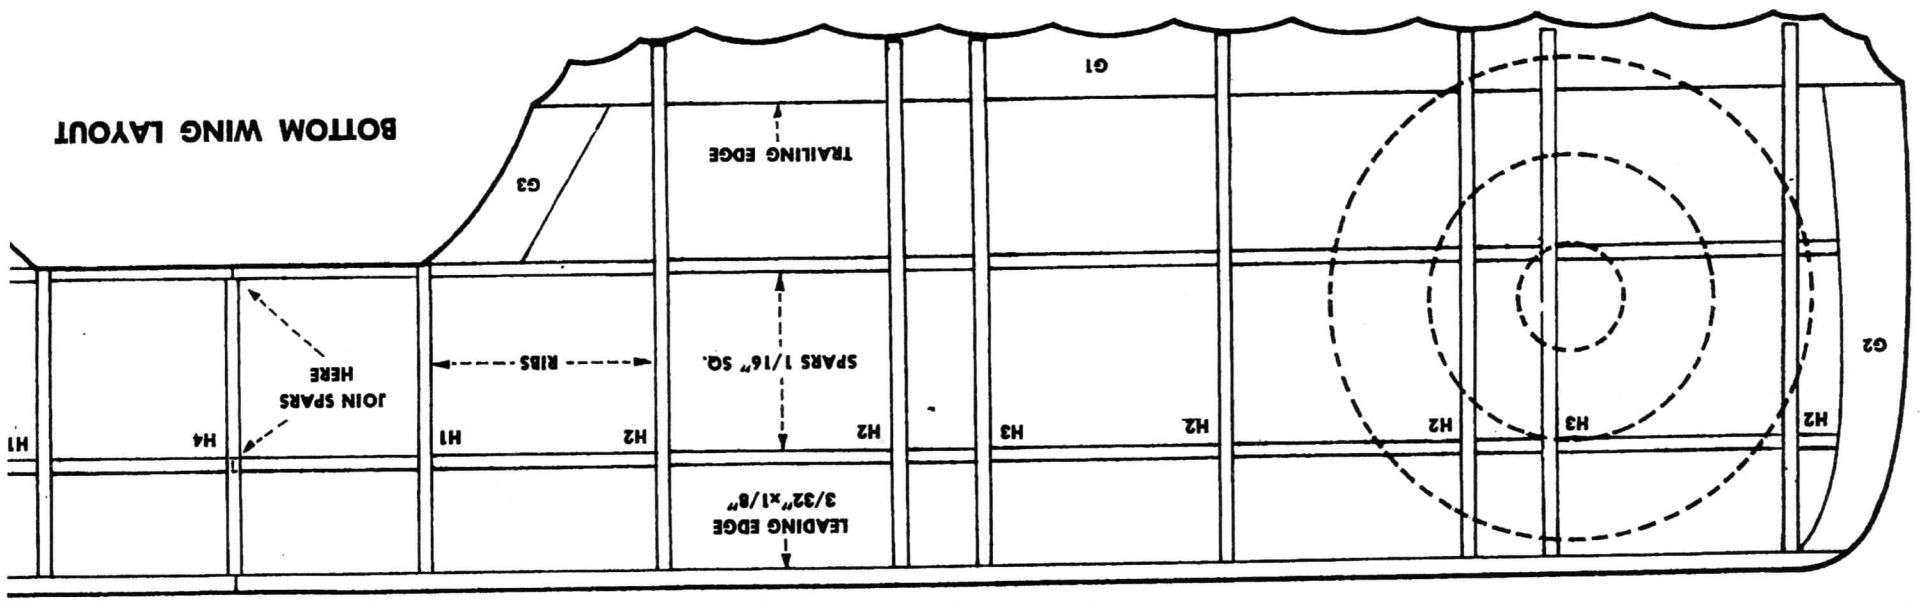 LEADING EDGE
3/32"x1/8"
H2
H3
H2
H2
H3
H2
H2
H1
H4
H1
JOIN SPARS
HERE
G2
SPARS 1/16" SQ.
RIBS
G3
TRAILING EDGE
BOTTOM WING LAYOUT
G1